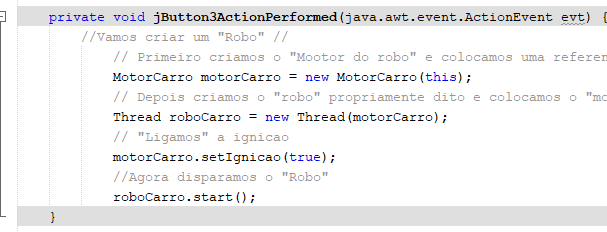 private void jButton3ActionPerformed(java.awt.event.ActionEvent evt) {
//Vamos criar um "Robo" //
// Primeiro criamos o "Mootor do robo" e colocamos uma
MotorCarro motorCarro = new MotorCarro(this);
// Depois criamos o "robo" propriamente dito e colocamos o
Thread roboCarro = new Thread(motorCarro);
// "Ligamos" a ignicao
motorCarro.setIgnicao(true);
//Agora disparamos o "Robo"
roboCarro.start();
}